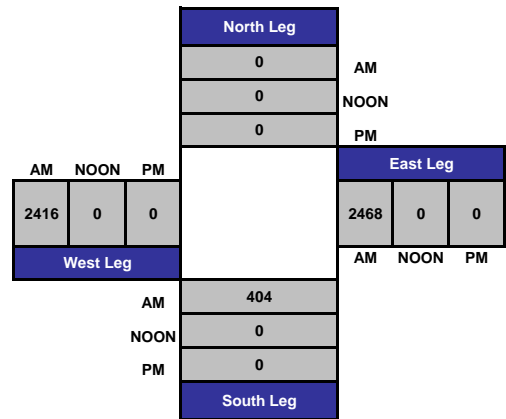 North Leg
0
AM
0
NOON
0
PM
AM NOON PM
East Leg
2416 0 0
2468 0 0
West Leg
AM NOON PM
AM
404
NOON
0
PM
0
South Leg